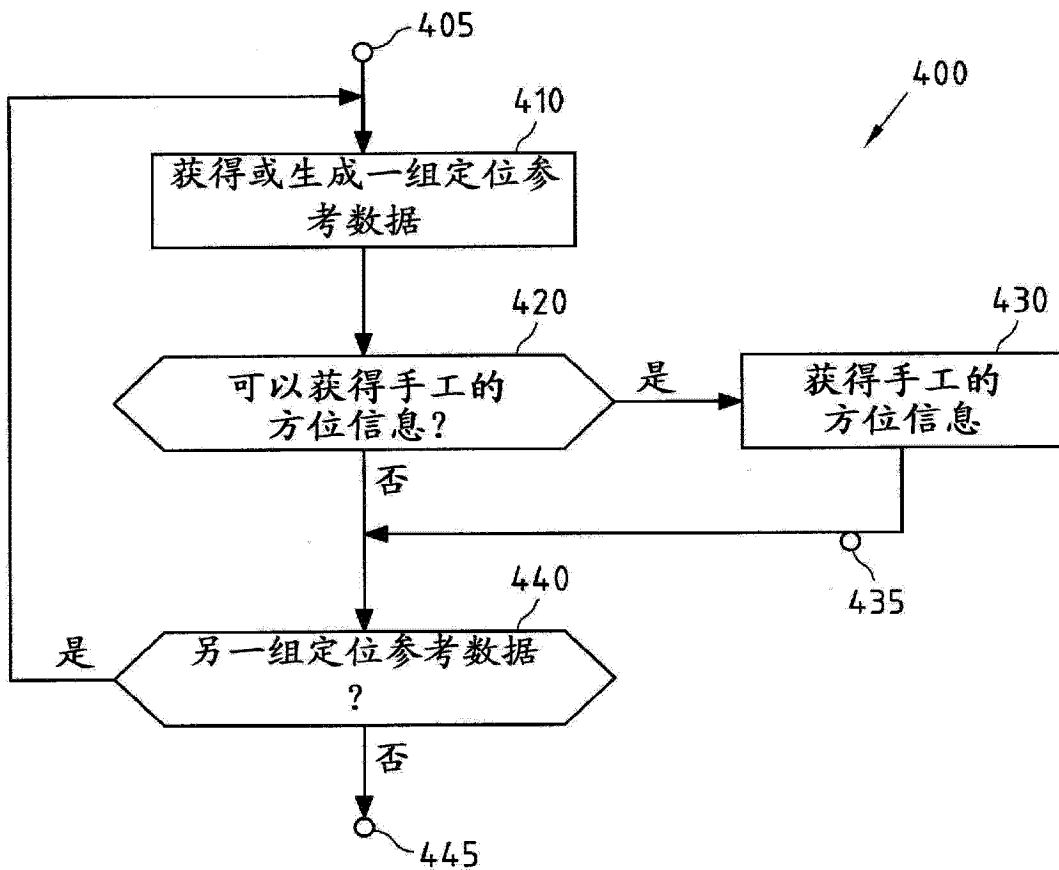 405
400
410
获得或生成一组定位参
考数据
420
430
可以获得手工的
方位信息?
是
获得手工的
方位信息
否
435
440
是
另一组定位参考数据
?
否
445